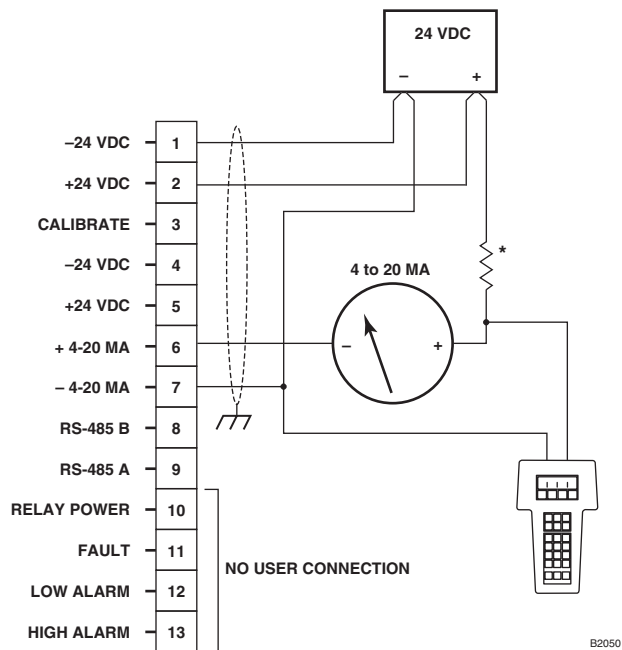 24 VDC
– +
–24 VDC 1
+24 VDC 2
CALIBRATE 3
–24 VDC 4
+24 VDC 5
4 to 20 MA
*
– +
+ 4-20 MA 6
– 4-20 MA 7
RS-485 B 8
RS-485 A 9
RELAY POWER 10
FAULT 11
NO USER CONNECTION
LOW ALARM 12
HIGH ALARM 13
B2050